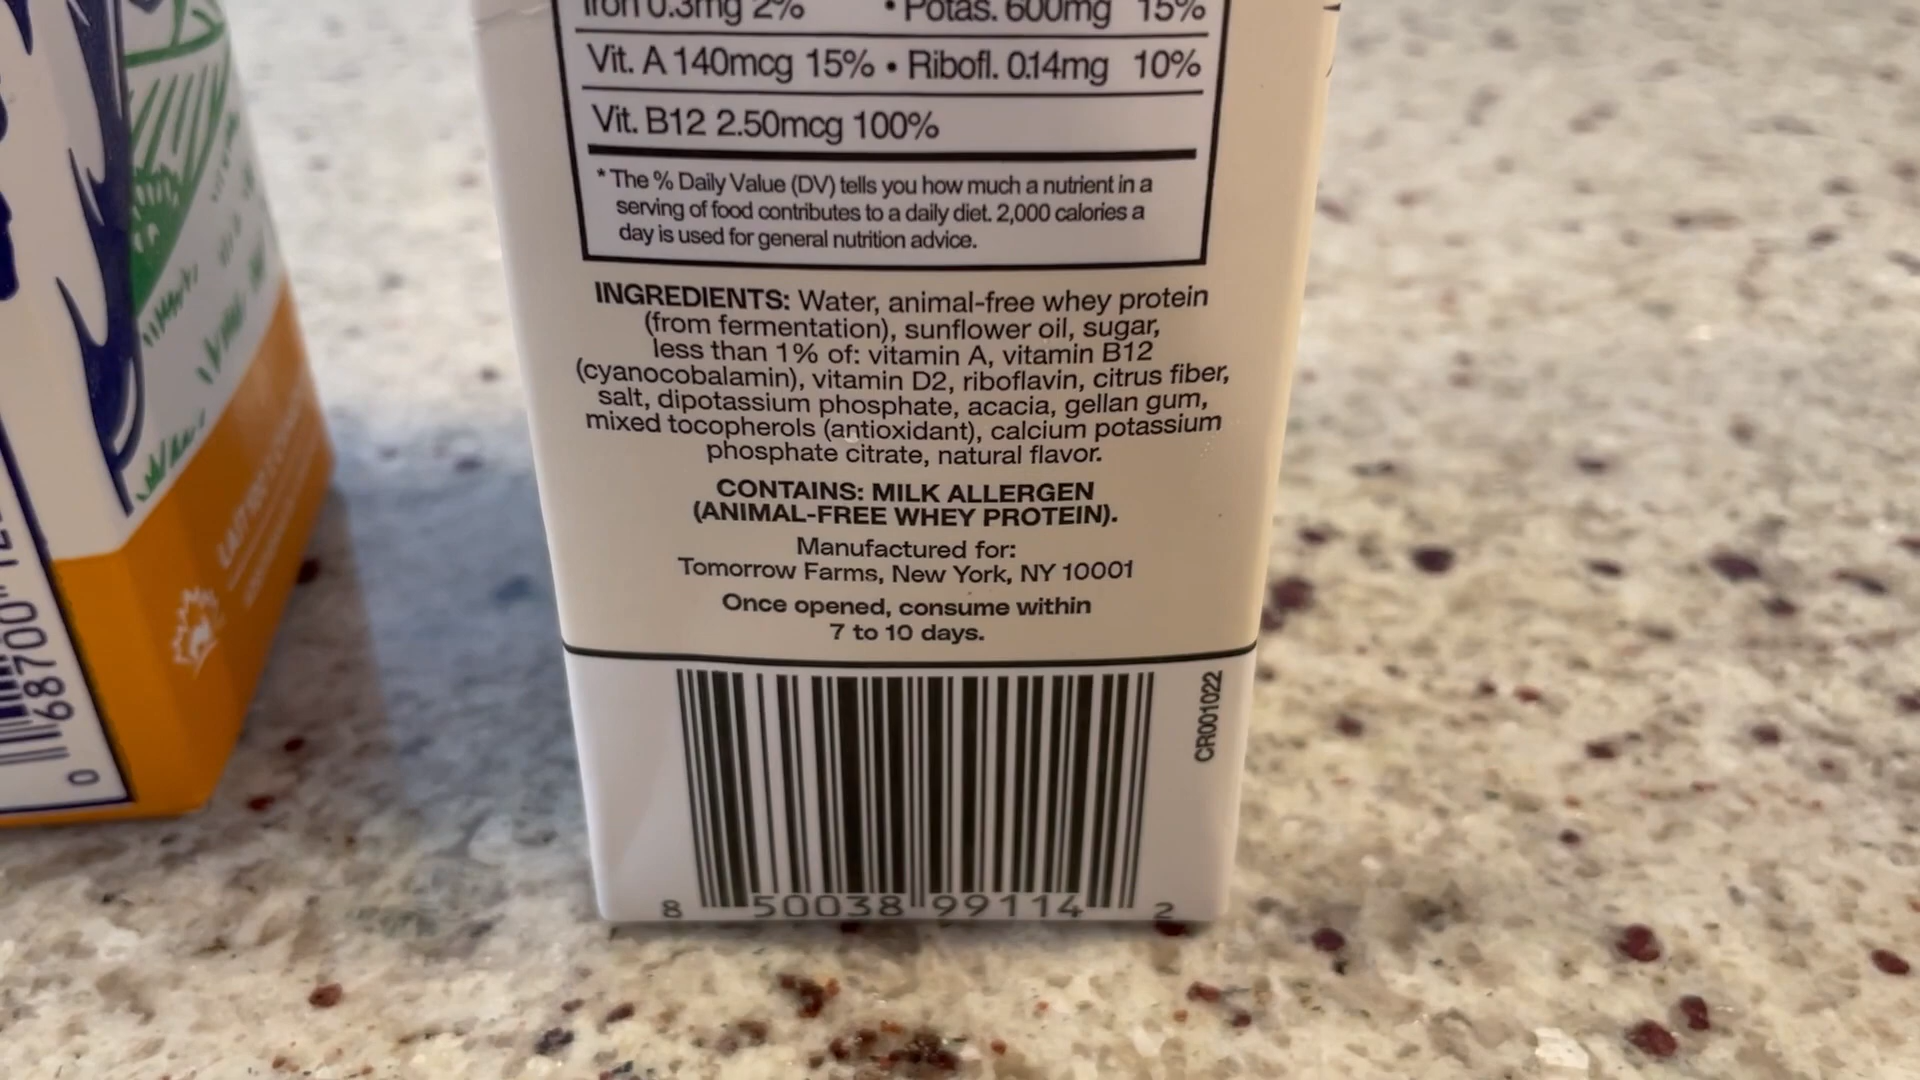 Iron 0.3mg 2% • Potas. 600mg 15%
Vit. A 140mcg 15% • Ribofl. 0.14mg 10%
Vit. B12 2.50mcg 100%
* The % Daily Value (DV) tells you how much a nutrient in a
serving of food contributes to a daily diet. 2,000 calories a
day is used for general nutrition advice.
INGREDIENTS: Water, animal-free whey protein
(from fermentation), sunflower oil, sugar,
less than 1% of: vitamin A, vitamin B12
(cyanocobalamin), vitamin D2, riboflavin, citrus fiber,
salt, dipotassium phosphate, acacia, gellan gum,
mixed tocopherols (antioxidant), calcium potassium
phosphate citrate, natural flavor.
CONTAINS: MILK ALLERGEN
(ANIMAL-FREE WHEY PROTEIN).
Manufactured for:
Tomorrow Farms, New York, NY 10001
Once opened, consume within
7 to 10 days.
CR001022
8 50038 99114 2
0 68700